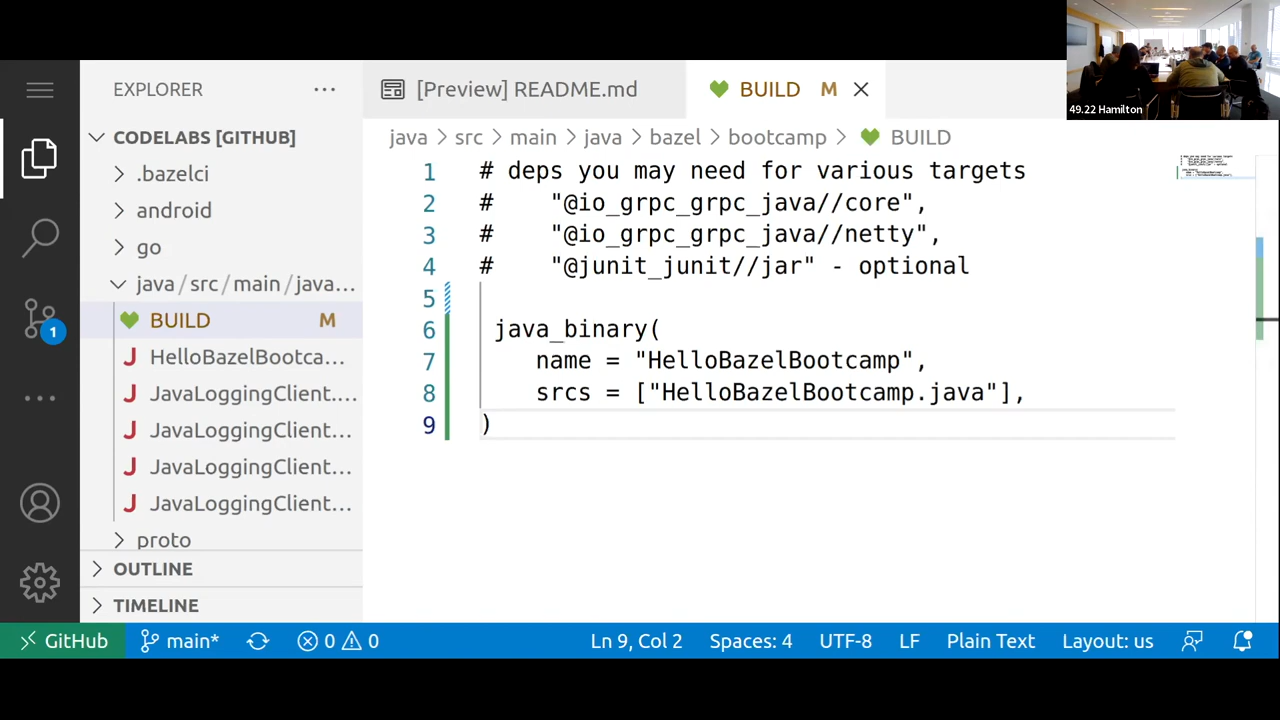 49.22 Hamilton
EXPLORER
[Preview] README.md
BUILD M
CODELABS [GITHUB]
.bazelci
android
go
java / src / main / java...
BUILD M
HelloBazelBootca...
JavaLoggingClient....
JavaLoggingClient...
JavaLoggingClient...
JavaLoggingClient...
proto
OUTLINE
TIMELINE
java > src > main > java > bazel > bootcamp > BUILD
1 # deps you may need for various targets
2 #    "@io_grpc_grpc_java//core",
3 #    "@io_grpc_grpc_java//netty",
4 #    "@junit_junit//jar" - optional
5
6 java_binary(
7    name = "HelloBazelBootcamp",
8    srcs = ["HelloBazelBootcamp.java"],
9 )
1
GitHub main* 0 0 Ln 9, Col 2 Spaces: 4 UTF-8 LF Plain Text Layout: us